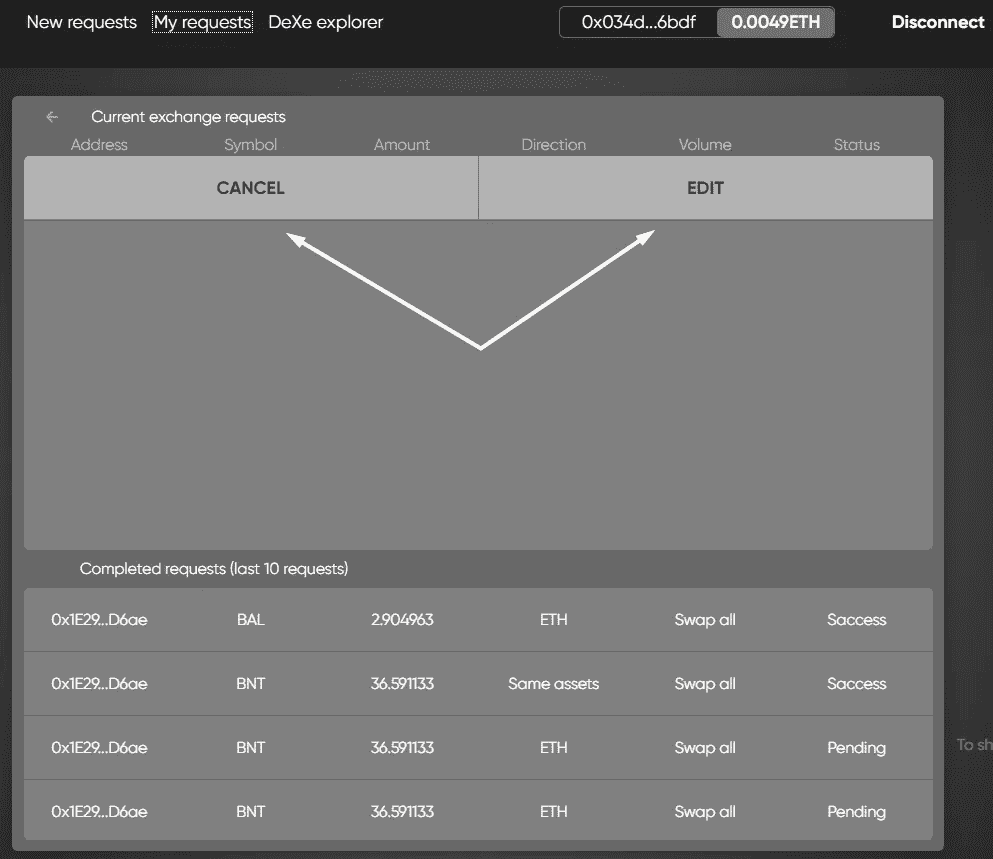 New requests My requests DeXe explorer 0x034d...6bdf 0.0049ETH Disconnect
← Current exchange requests
Address Symbol Amount Direction Volume Status
CANCEL EDIT
Completed requests (last 10 requests)
0x1E29...D6ae BAL 2.904963 ETH Swap all Saccess
0x1E29...D6ae BNT 36.591133 Same assets Swap all Saccess
0x1E29...D6ae BNT 36.591133 ETH Swap all Pending
To sh
0x1E29...D6ae BNT 36.591133 ETH Swap all Pending